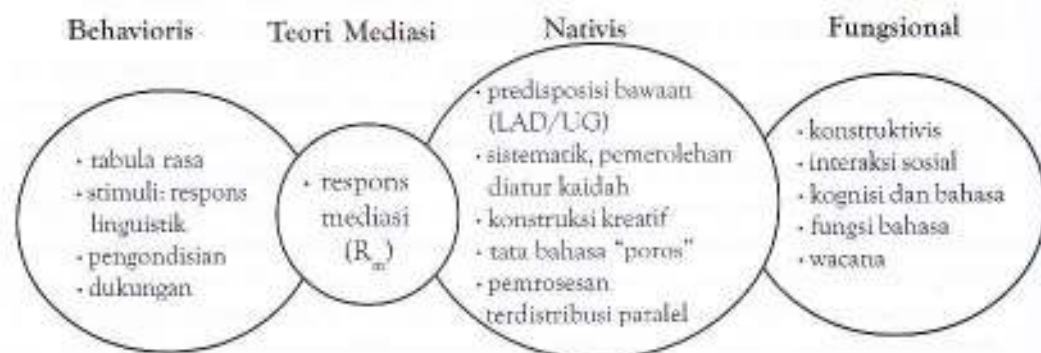 Behavioris
Teori Mediasi
Nativis
Fungsional
• tabula rasa
• stimuli: respons
linguistik
• pengondisian
• dukungan
• respons
mediasi
(Rm)
• predisposisi bawaan
(LAD/UG)
• sistematik, pemerolehan
diatur kaidah
• konstruksi kreatif
• tata bahasa “poros”
• pemrosesan
terdistribusi paralel
• konstruktivis
• interaksi sosial
• kognisi dan bahasa
• fungsi bahasa
• wacana